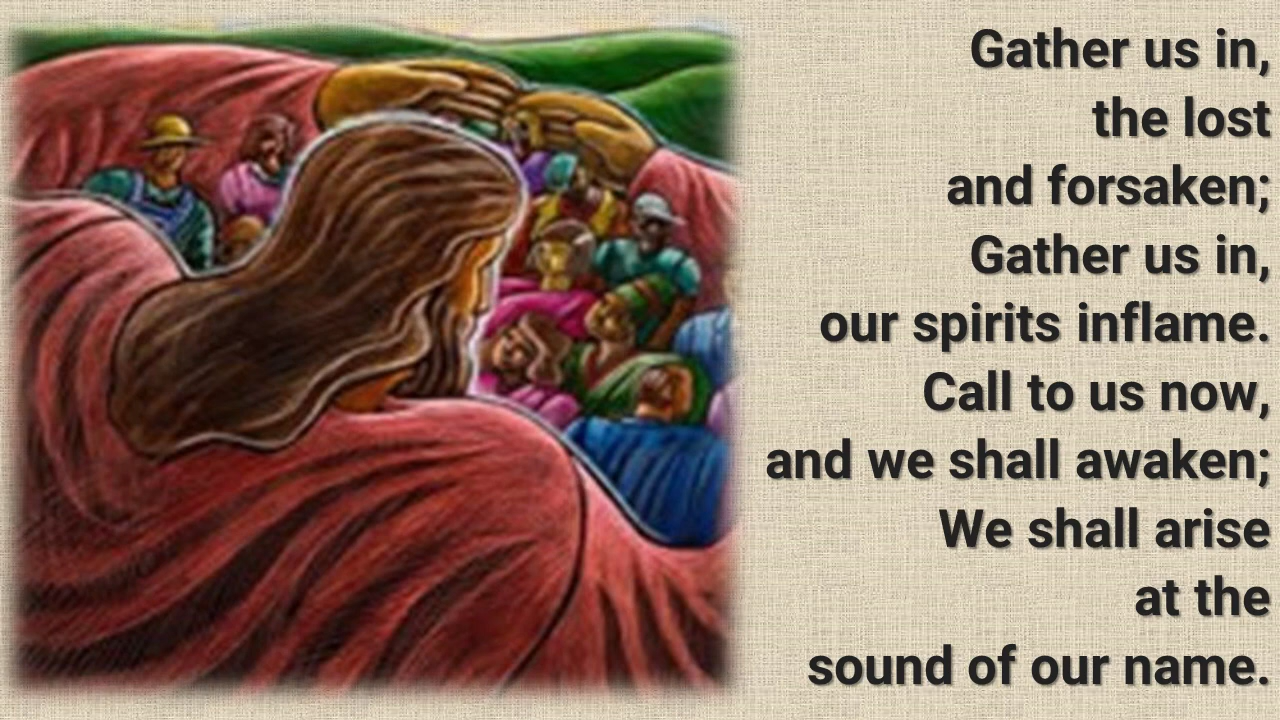 Gather us in,
the lost
and forsaken;
Gather us in,
our spirits inflame.
Call to us now,
and we shall awaken;
We shall arise
at the
sound of our name.